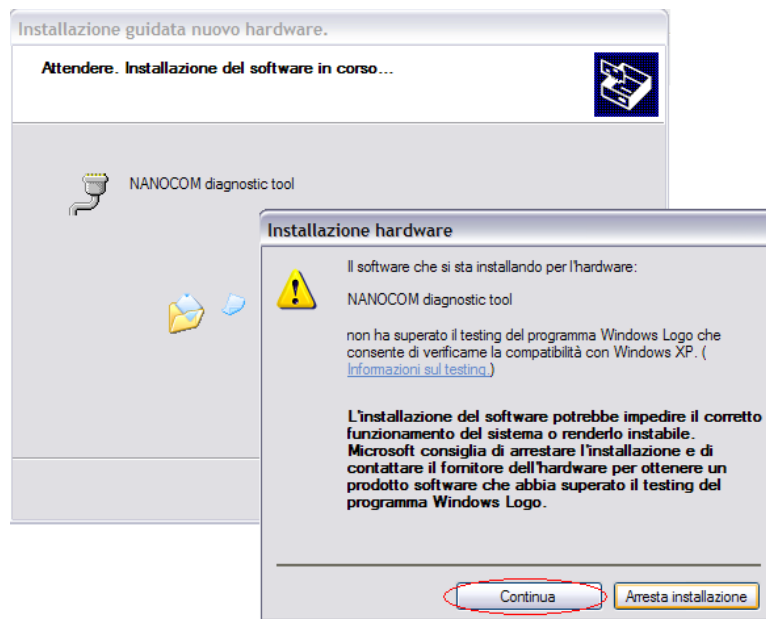 Installazione guidata nuovo hardware.
Attendere. Installazione del software in corso...
NANOCOM diagnostic tool
Installazione hardware
Il software che si sta installando per l'hardware:
NANOCOM diagnostic tool
non ha superato il testing del programma Windows Logo che
consente di verificarne la compatibilità con Windows XP. (
Informazioni sul testing.)
L'installazione del software potrebbe impedire il corretto
funzionamento del sistema o renderlo instabile.
Microsoft consiglia di arrestare l'installazione e di
contattare il fornitore dell'hardware per ottenere un
prodotto software che abbia superato il testing del
programma Windows Logo.
Continua
Arresta installazione